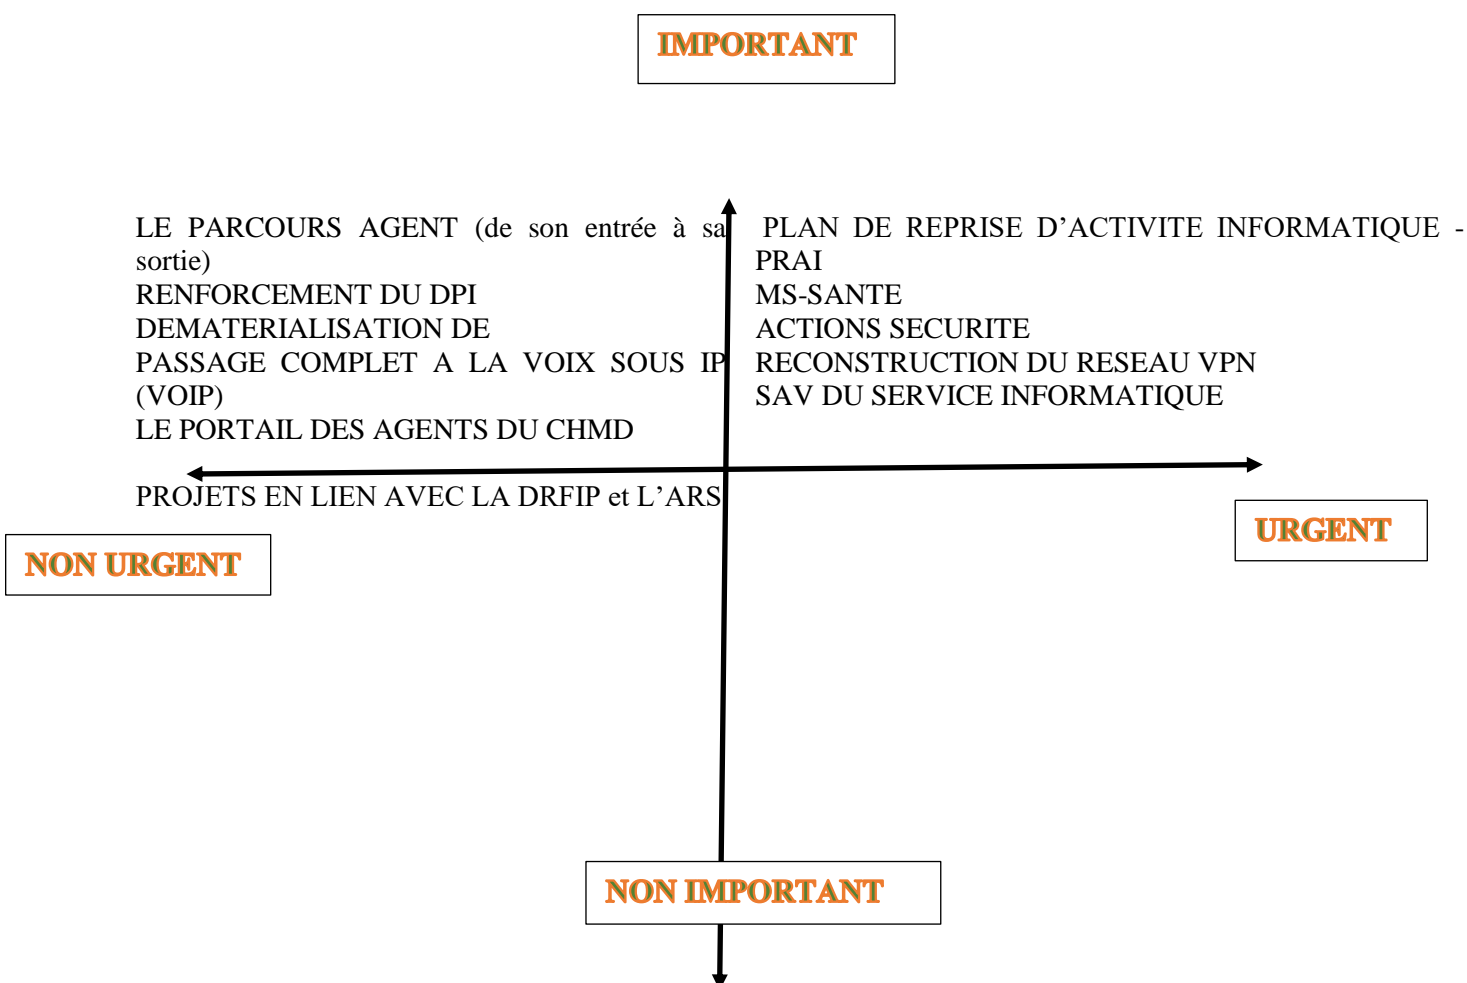 IMPORTANT
LE PARCOURS AGENT (de son entrée à sa
sortie)
RENFORCEMENT DU DPI
DEMATERIALISATION DE
PASSAGE COMPLET A LA VOIX SOUS IP
(VOIP)
LE PORTAIL DES AGENTS DU CHMD
PROJETS EN LIEN AVEC LA DRFIP et L’ARS
PLAN DE REPRISE D’ACTIVITE INFORMATIQUE -
PRAI
MS-SANTE
ACTIONS SECURITE
RECONSTRUCTION DU RESEAU VPN
SAV DU SERVICE INFORMATIQUE
NON URGENT
URGENT
NON IMPORTANT